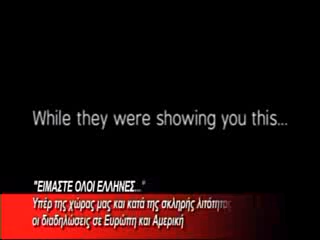 While they were showing you this...
"ΕΙΜΑΣΤΕ ΟΛΟΙ ΕΛΛΗΝΕΣ..."
Υπέρ της χώρας μας και κατά της σκληρής λιτότητας
οι διαδηλώσεις σε Ευρώπη και Αμερική